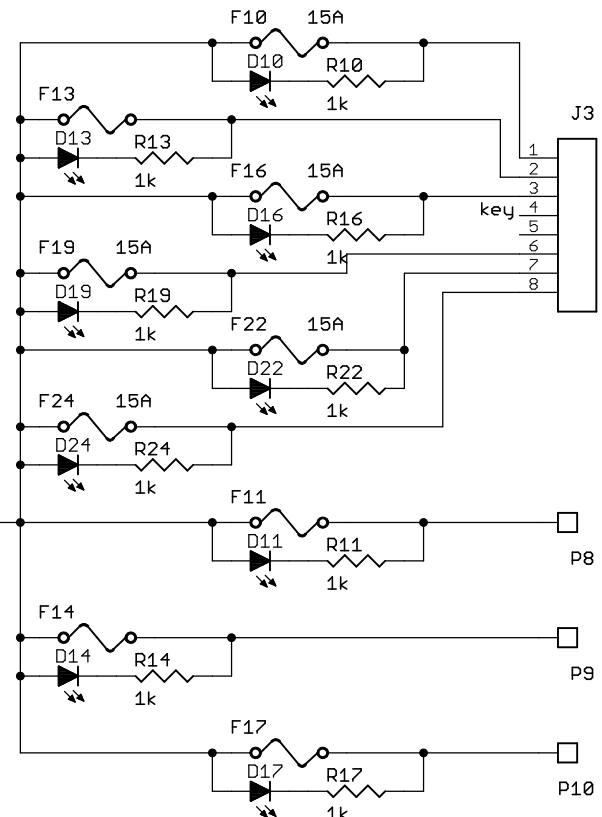 F10 15A
D10 R10
1k
F13
J3
D13 R13
1
1k
2
F16 15A
3
key 4
D16 R16
5
1k
6
F19 15A
7
D19 R19
8
1k
F22 15A
D22 R22
1k
F24 15A
D24 R24
1k
F11
D11 R11
P8
1k
F14
D14 R14
P9
1k
F17
D17 R17
P10
1k